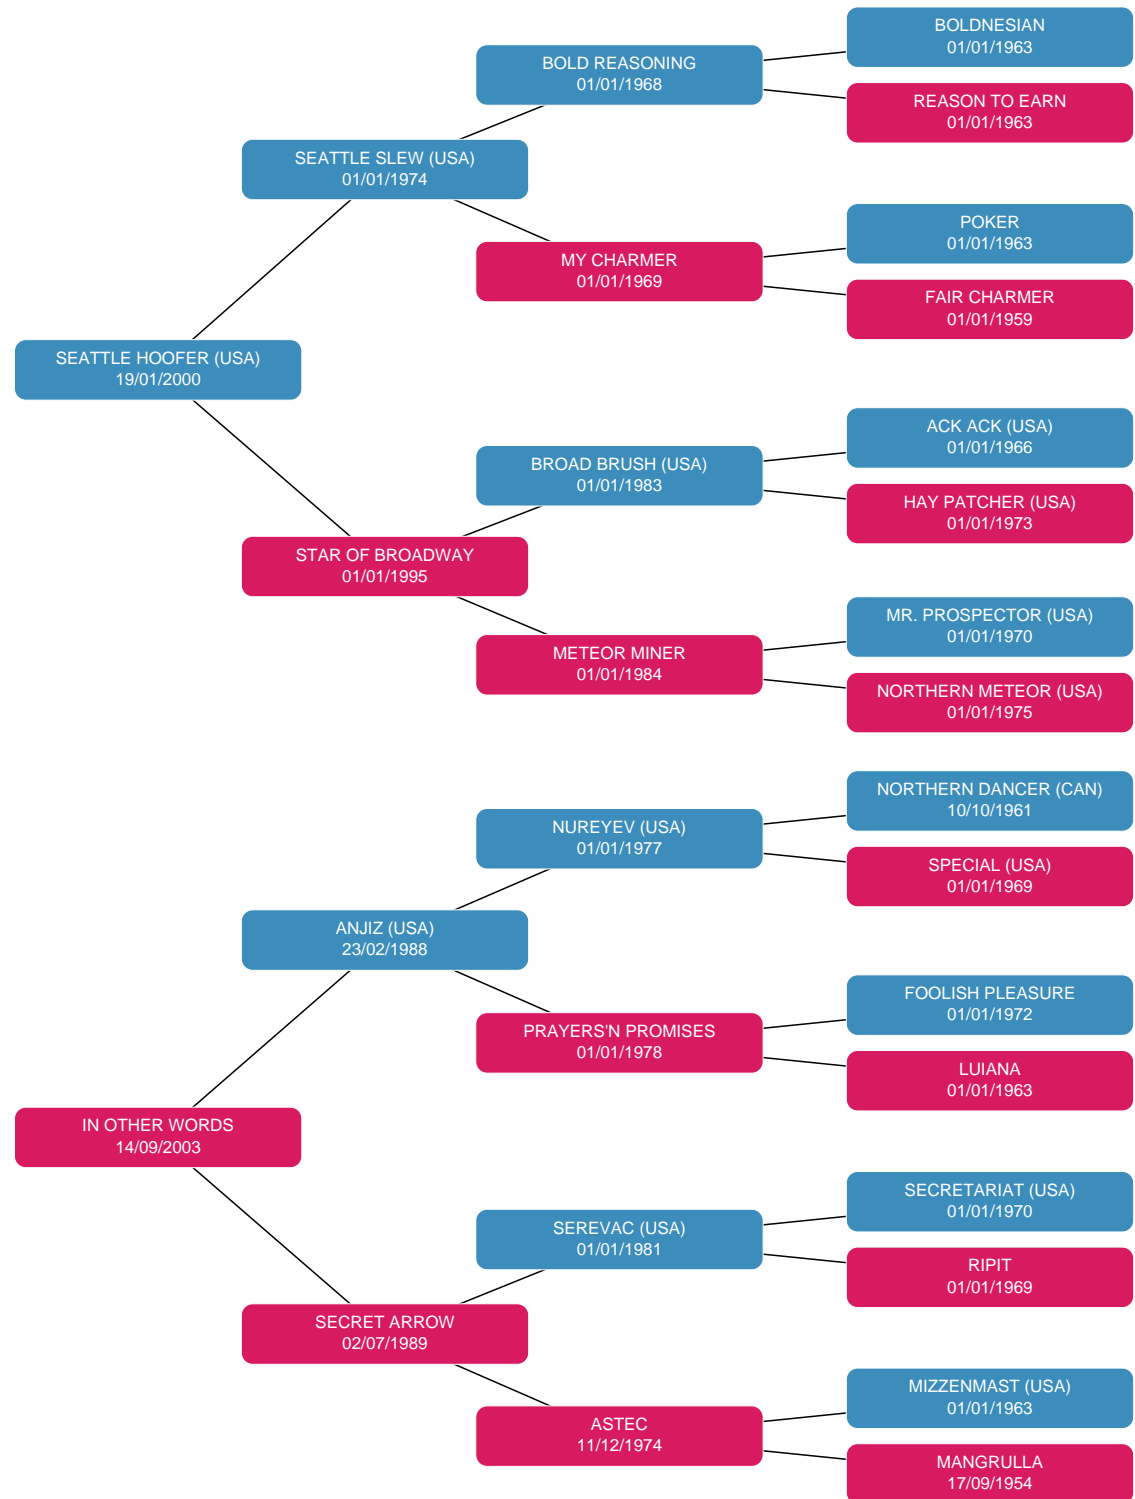 BOLDNESIAN
01/01/1963
BOLD REASONING
01/01/1968
REASON TO EARN
01/01/1963
SEATTLE SLEW (USA)
01/01/1974
POKER
01/01/1963
MY CHARMER
01/01/1969
FAIR CHARMER
01/01/1959
SEATTLE HOOFER (USA)
19/01/2000
ACK ACK (USA)
01/01/1966
BROAD BRUSH (USA)
01/01/1983
HAY PATCHER (USA)
01/01/1973
STAR OF BROADWAY
01/01/1995
MR. PROSPECTOR (USA)
01/01/1970
METEOR MINER
01/01/1984
NORTHERN METEOR (USA)
01/01/1975
NORTHERN DANCER (CAN)
10/10/1961
NUREYEV (USA)
01/01/1977
SPECIAL (USA)
01/01/1969
ANJIZ (USA)
23/02/1988
FOOLISH PLEASURE
01/01/1972
PRAYERS'N PROMISES
01/01/1978
LUIANA
01/01/1963
IN OTHER WORDS
14/09/2003
SECRETARIAT (USA)
01/01/1970
SEREVAC (USA)
01/01/1981
RIPIT
01/01/1969
SECRET ARROW
02/07/1989
MIZZENMAST (USA)
01/01/1963
ASTEC
11/12/1974
MANGRULLA
17/09/1954